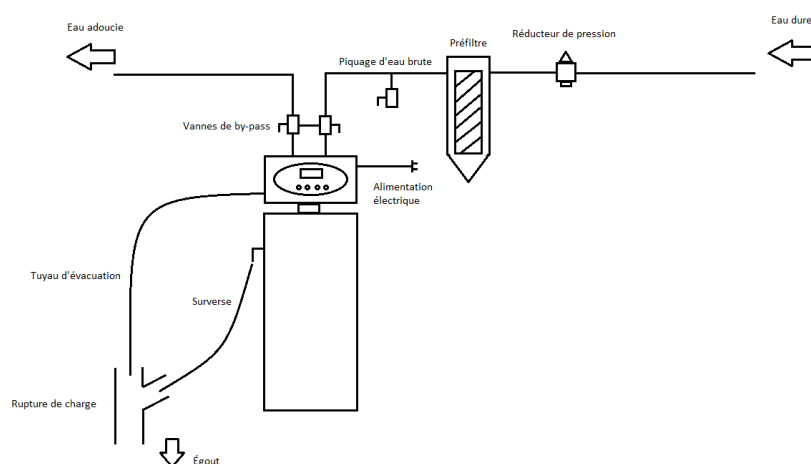 Eau adoucie
Eau dure
Réducteur de pression
Préfiltre
Piquage d'eau brute
Vannes de by-pass
Alimentation
électrique
Tuyau d'évacuation
Surverse
Rupture de charge
Égout